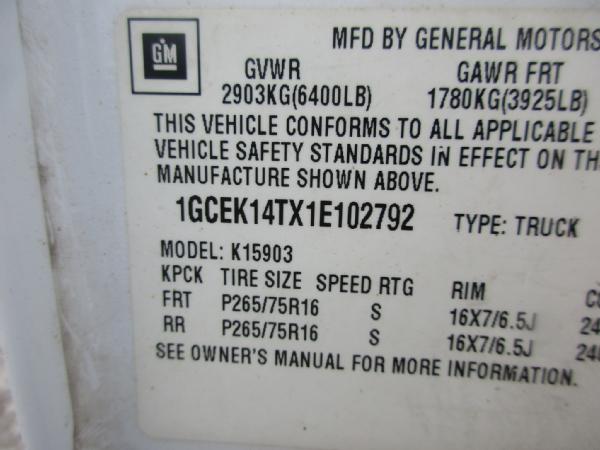 GM
MFD BY GENERAL MOTORS
GVWR GAWR FRT
2903KG(6400LB) 1780KG(3925LB)
THIS VEHICLE CONFORMS TO ALL APPLICABLE
VEHICLE SAFETY STANDARDS IN EFFECT ON
MANUFACTURE SHOWN ABOVE.
1GCEK14TX1E102792 TYPE: TRUCK
MODEL: K15903
KPCK TIRE SIZE SPEED RTG RIM
FRT P265/75R16 S 16X7/6.5J
RR P265/75R16 S 16X7/6.5J
SEE OWNER'S MANUAL FOR MORE INFORMATION.